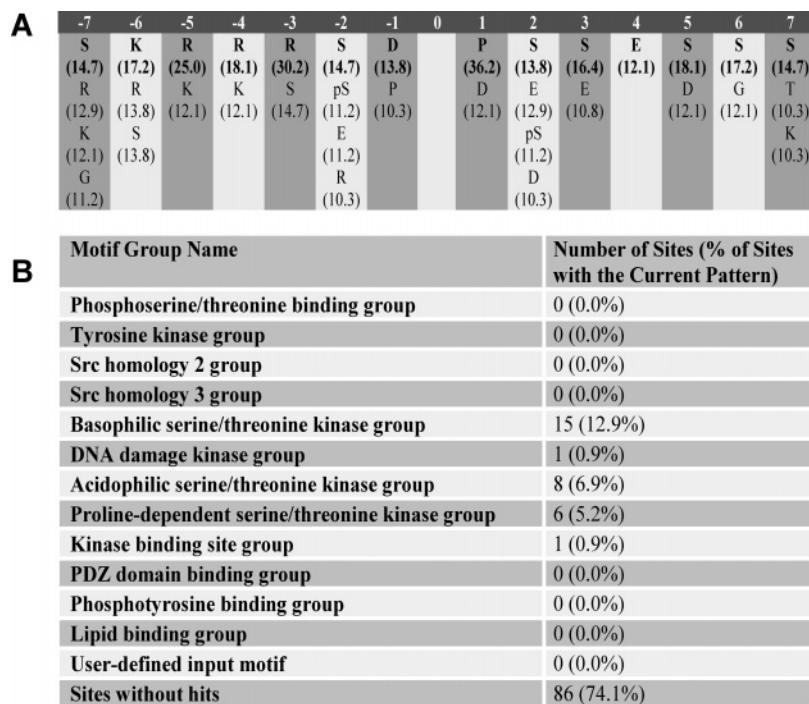 A
-7 -6 -5 -4 -3 -2 -1 0 1 2 3 4 5 6 7
S K R R R S D P S S E S S S
(14.7) (17.2) (25.0) (18.1) (30.2) (14.7) (13.8) (36.2) (13.8) (16.4) (12.1) (18.1) (17.2) (14.7)
R R K K S pS P D E E D G T
(12.9) (13.8) (12.1) (12.1) (14.7) (11.2) (10.3) (12.1) (12.9) (10.8) (12.1) (12.1) (10.3)
K S E pS K
(12.1) (13.8) (11.2) (11.2) (10.3)
G R D
(11.2) (10.3) (10.3)
B
Motif Group Name Number of Sites (% of Sites
with the Current Pattern)
Phosphoserine/threonine binding group 0 (0.0%)
Tyrosine kinase group 0 (0.0%)
Src homology 2 group 0 (0.0%)
Src homology 3 group 0 (0.0%)
Basophilic serine/threonine kinase group 15 (12.9%)
DNA damage kinase group 1 (0.9%)
Acidophilic serine/threonine kinase group 8 (6.9%)
Proline-dependent serine/threonine kinase group 6 (5.2%)
Kinase binding site group 1 (0.9%)
PDZ domain binding group 0 (0.0%)
Phosphotyrosine binding group 0 (0.0%)
Lipid binding group 0 (0.0%)
User-defined input motif 0 (0.0%)
Sites without hits 86 (74.1%)